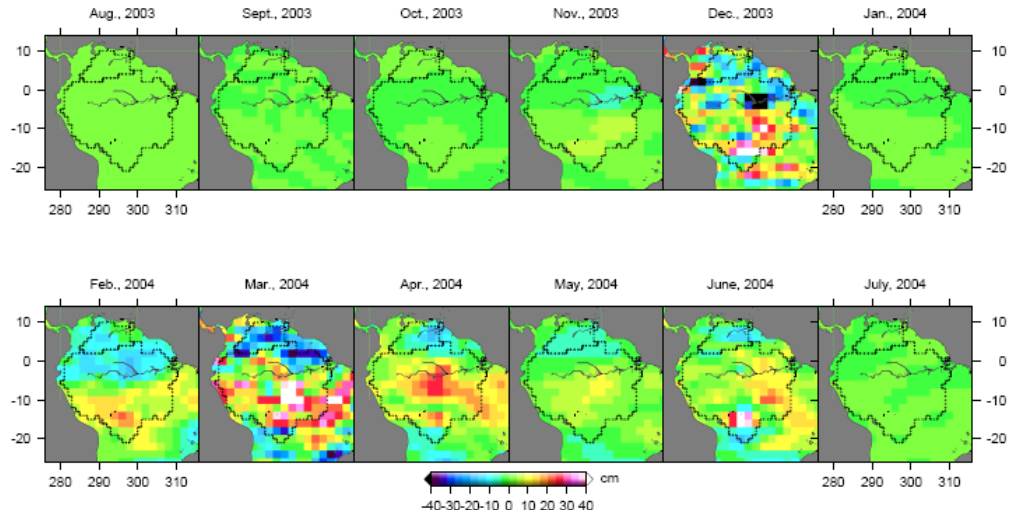 Aug., 2003 Sept., 2003 Oct., 2003 Nov., 2003 Dec., 2003 Jan., 2004
10 10
0 0
-10 -10
-20 -20
280 290 300 310 280 290 300 310
Feb., 2004 Mar., 2004 Apr., 2004 May, 2004 June, 2004 July, 2004
10 10
0 0
-10 -10
-20 -20
280 290 300 310 280 290 300 310
cm
-40 -30 -20 -10 0 10 20 30 40